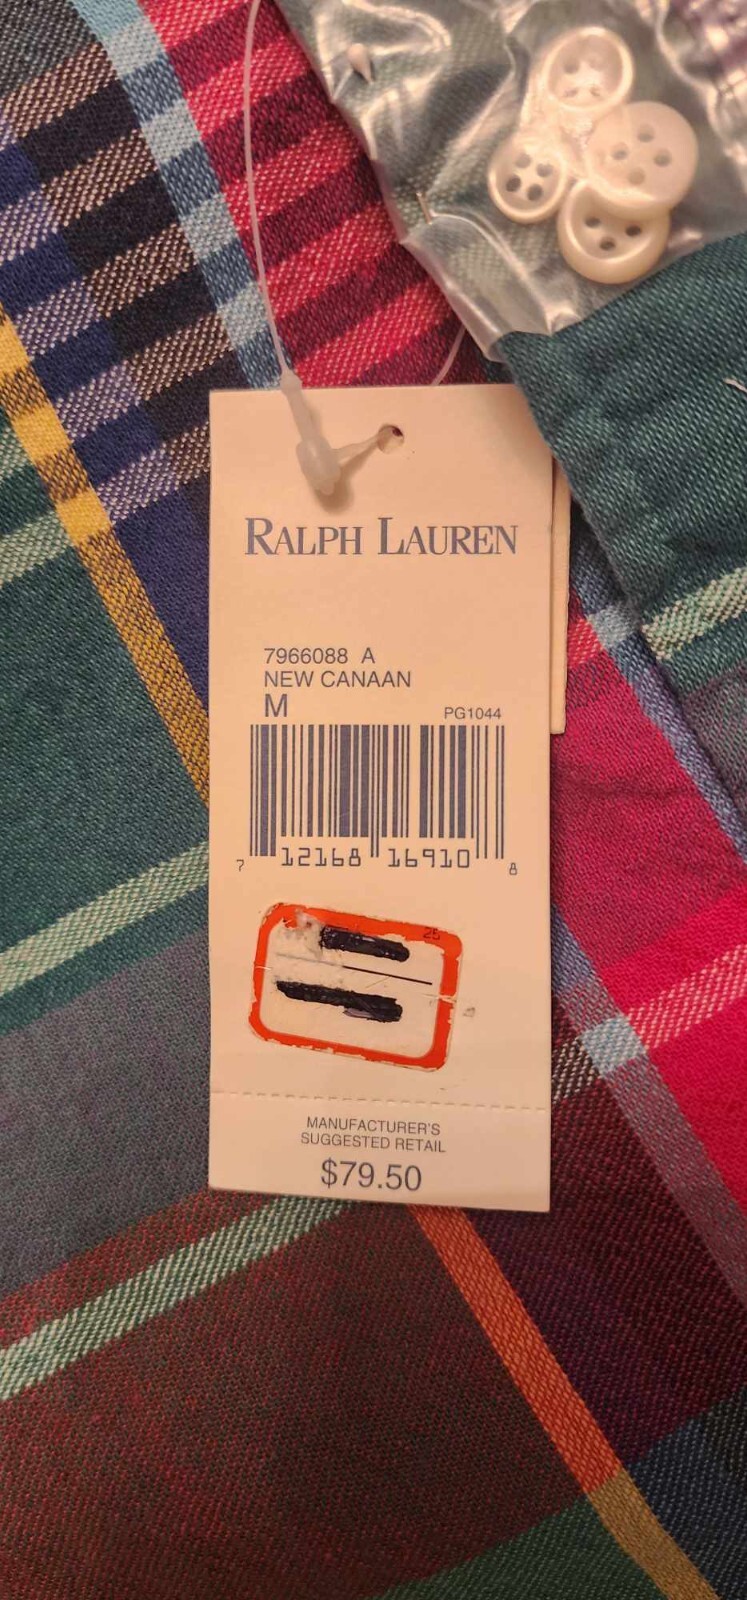 RALPH LAUREN
7966088 A
NEW CANAAN
M
PG1044
7 12168 16910 8
25
MANUFACTURER'S
SUGGESTED RETAIL
$79.50